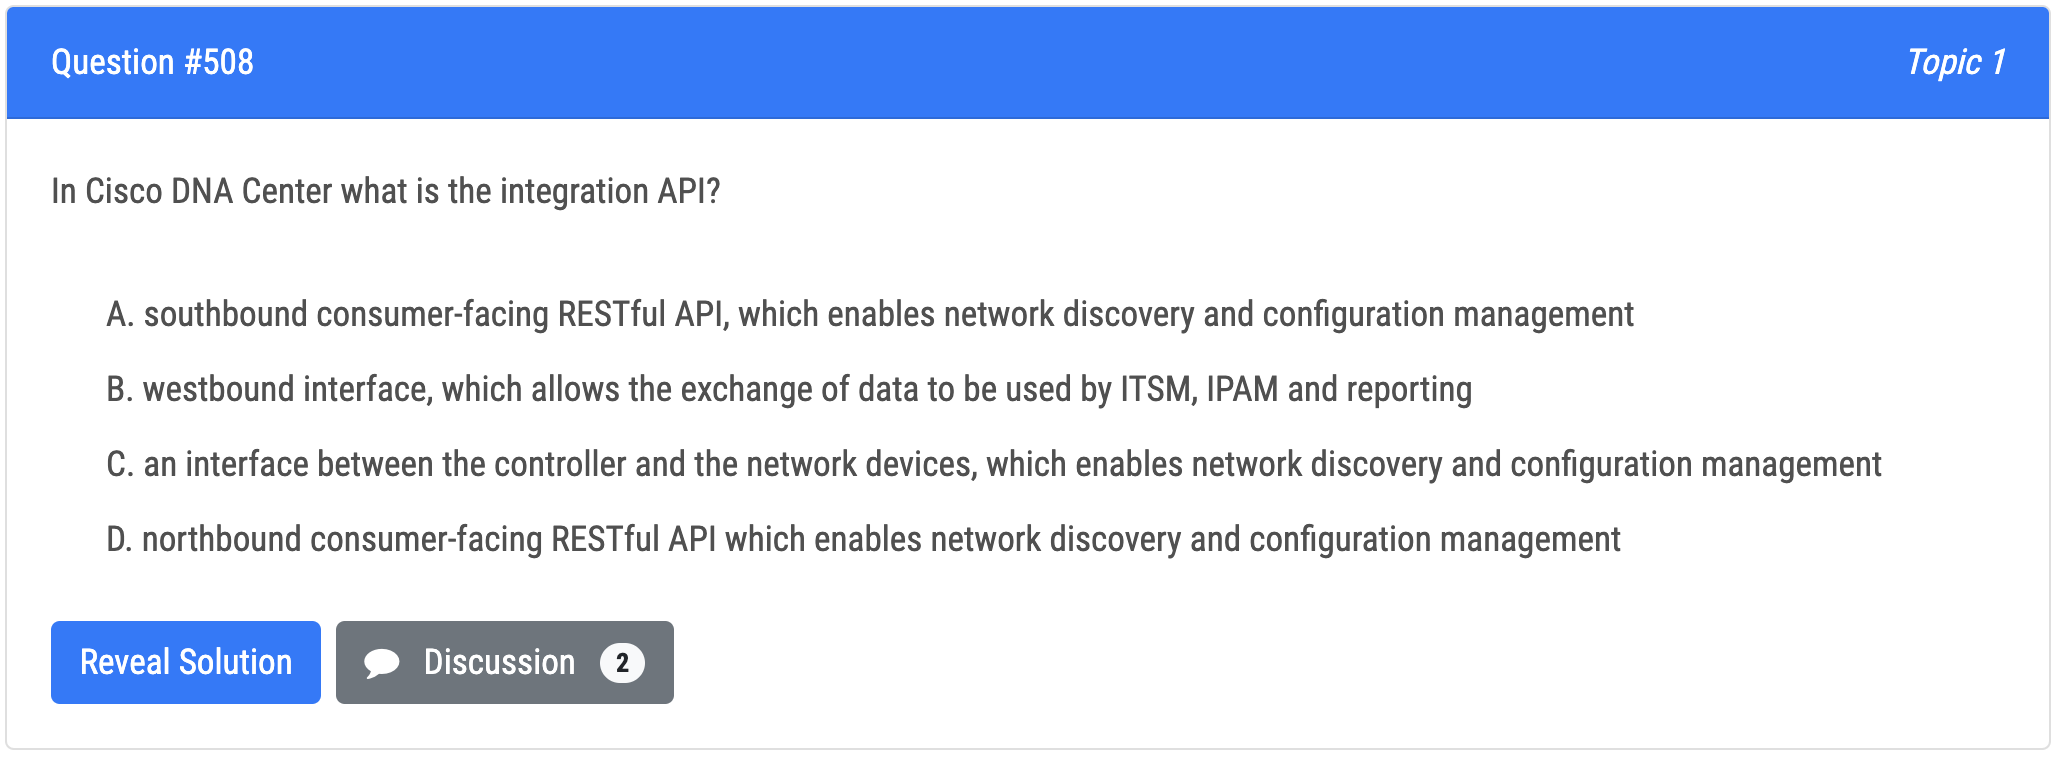 Question #508
Topic 1
In Cisco DNA Center what is the integration API?
A. southbound consumer-facing RESTful API, which enables network discovery and configuration management
B. westbound interface, which allows the exchange of data to be used by ITSM, IPAM and reporting
C. an interface between the controller and the network devices, which enables network discovery and configuration management
D. northbound consumer-facing RESTful API which enables network discovery and configuration management
Reveal Solution
Discussion 2